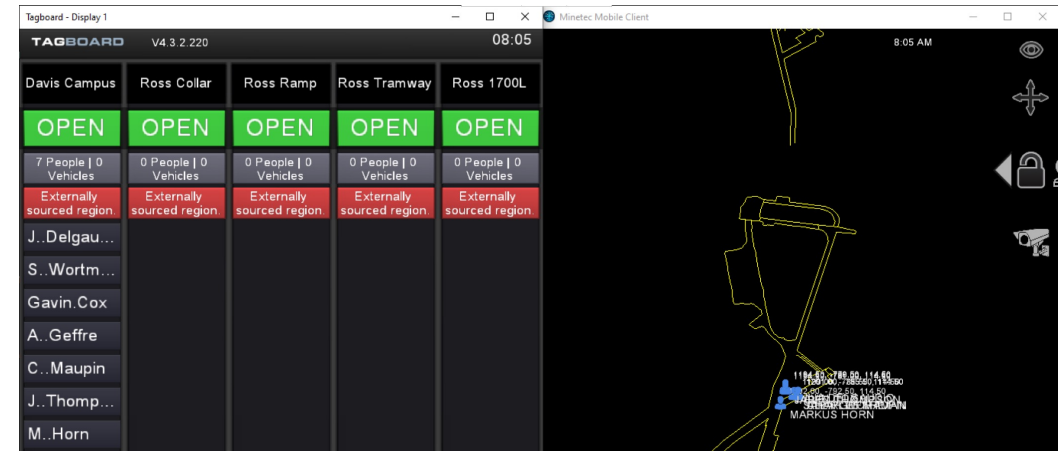 Tagboard - Display 1
TAGBOARD V4.3.2.220 08:05
Davis Campus Ross Collar Ross Ramp Ross Tramway Ross 1700L
OPEN OPEN OPEN OPEN OPEN
7 People | 0 0 People | 0 0 People | 0 0 People | 0 0 People | 0
Vehicles Vehicles Vehicles Vehicles Vehicles
Externally Externally Externally Externally Externally
sourced region. sourced region. sourced region. sourced region. sourced region.
J..Delgau...
S..Wortm...
Gavin.Cox
A..Geffre
C..Maupin
J..Thomp...
M..Horn
Minetec Mobile Client
8:05 AM
-792.50, 114.50
MARKUS HORN